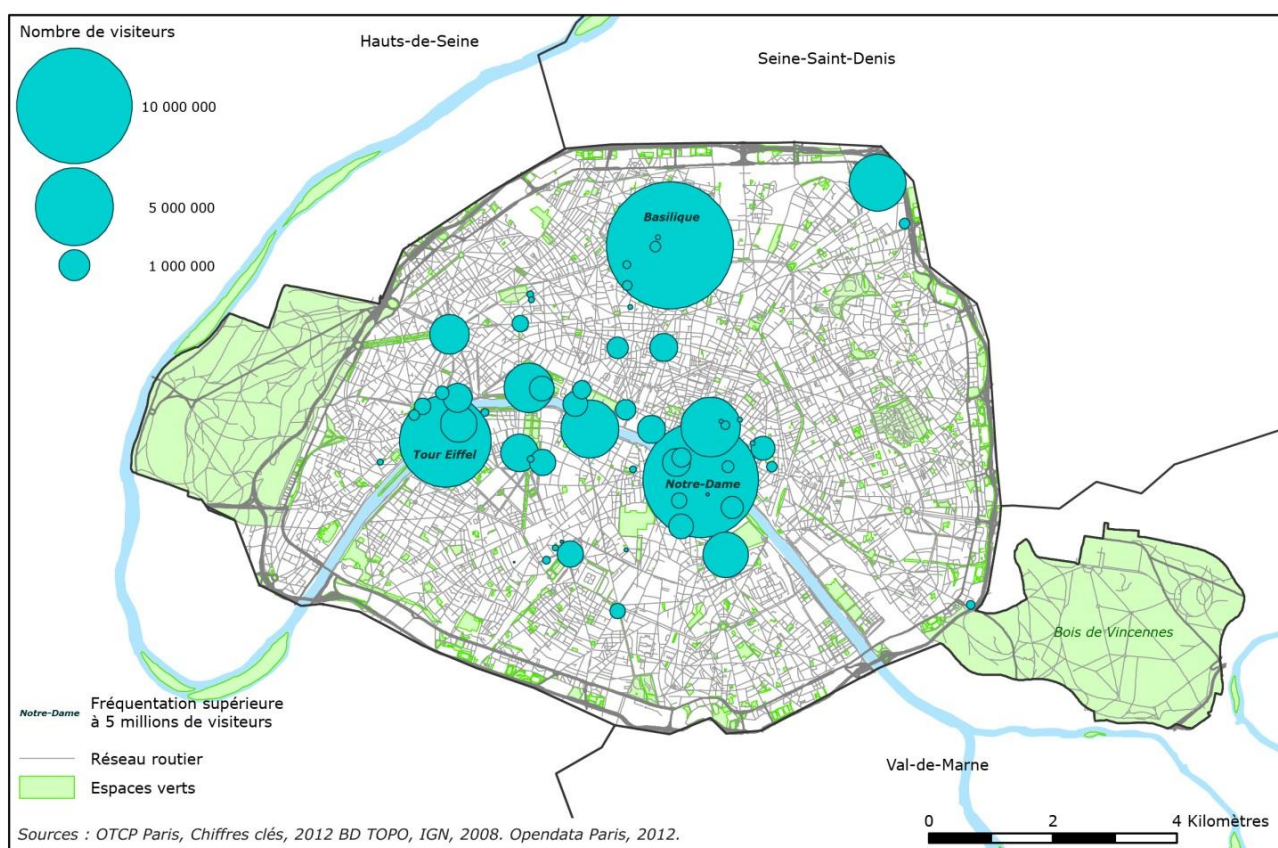 Nombre de visiteurs
10 000 000
5 000 000
1 000 000
Hauts-de-Seine
Seine-Saint-Denis
Basilique
Tour Eiffel
Notre-Dame
Bois de Vincennes
Val-de-Marne
Notre-Dame
Fréquentation supérieure
à 5 millions de visiteurs
Réseau routier
Espaces verts
Sources : OTCP Paris, Chiffres clés, 2012 BD TOPO, IGN, 2008. Opendata Paris, 2012.
0 2 4 Kilomètres